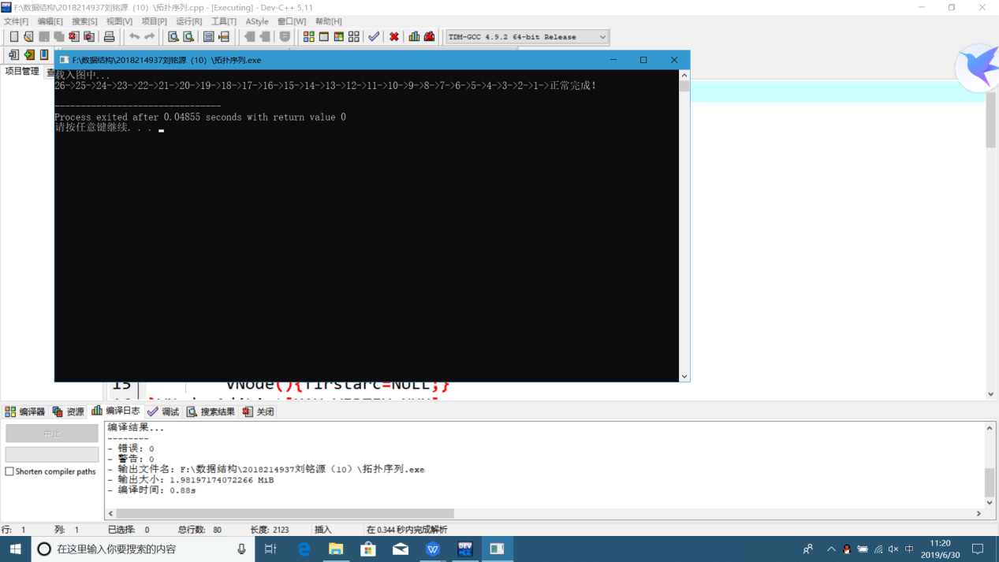 F:\数据结构\2018214937刘铭源（10）\拓扑序列.cpp - [Executing] - Dev-C++ 5.11
文件[F] 编辑[E] 搜索[S] 视图[V] 项目[P] 运行[R] 工具[T] AStyle 窗口[W] 帮助[H]
TDM-GCC 4.9.2 64-bit Release
F:\数据结构\2018214937刘铭源（10）\拓扑序列.exe
项目管理 查
载入图中...
26->25->24->23->22->21->20->19->18->17->16->15->14->13->12->11->10->9->8->7->6->5->4->3->2->1->正常完成!
--------------------------------
Process exited after 0.04855 seconds with return value 0
请按任意键继续. . .
15 VNode(){firstarc=NULL;}
编译器 资源 编译日志 调试 搜索结果 关闭
中止
Shorten compiler paths
编译结果...
--------
- 错误: 0
- 警告: 0
- 输出文件名: F:\数据结构\2018214937刘铭源（10）\拓扑序列.exe
- 输出大小: 1.98197174072266 MiB
- 编译时间: 0.88s
行: 1 列: 1 已选择: 0 总行数: 80 长度: 2123 插入 在 0.344 秒内完成解析
在这里输入你要搜索的内容
DEV
中
11:20
2019/6/30